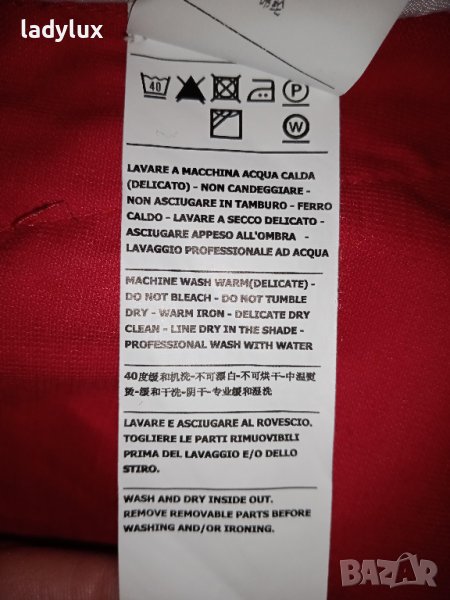 ladylux
40
P
W
LAVARE A MACCHINA ACQUA CALDA
(DELICATO) - NON CANDEGGIARE -
NON ASCIUGARE IN TAMBURO - FERRO
CALDO - LAVARE A SECCO DELICATO -
ASCIUGARE APPESO ALL'OMBRA -
LAVAGGIO PROFESSIONALE AD ACQUA
MACHINE WASH WARM(DELICATE) -
DO NOT BLEACH - DO NOT TUMBLE
DRY - WARM IRON - DELICATE DRY
CLEAN - LINE DRY IN THE SHADE -
PROFESSIONAL WASH WITH WATER
40度缓和机洗-不可漂白-不可烘干-中温熨
烫-缓和干洗-阴干-专业缓和湿洗
LAVARE E ASCIUGARE AL ROVESCIO.
TOGLIERE LE PARTI RIMUOVIBILI
PRIMA DEL LAVAGGIO E/O DELLO
STIRO.
WASH AND DRY INSIDE OUT.
REMOVE REMOVABLE PARTS BEFORE
WASHING AND/OR IRONING.
BAZAR